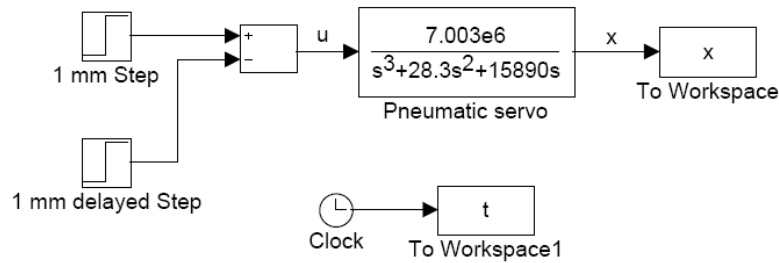 1 mm Step
+
−
u
7.003e6
s³+28.3s²+15890s
Pneumatic servo
x
x
To Workspace
1 mm delayed Step
Clock
t
To Workspace1